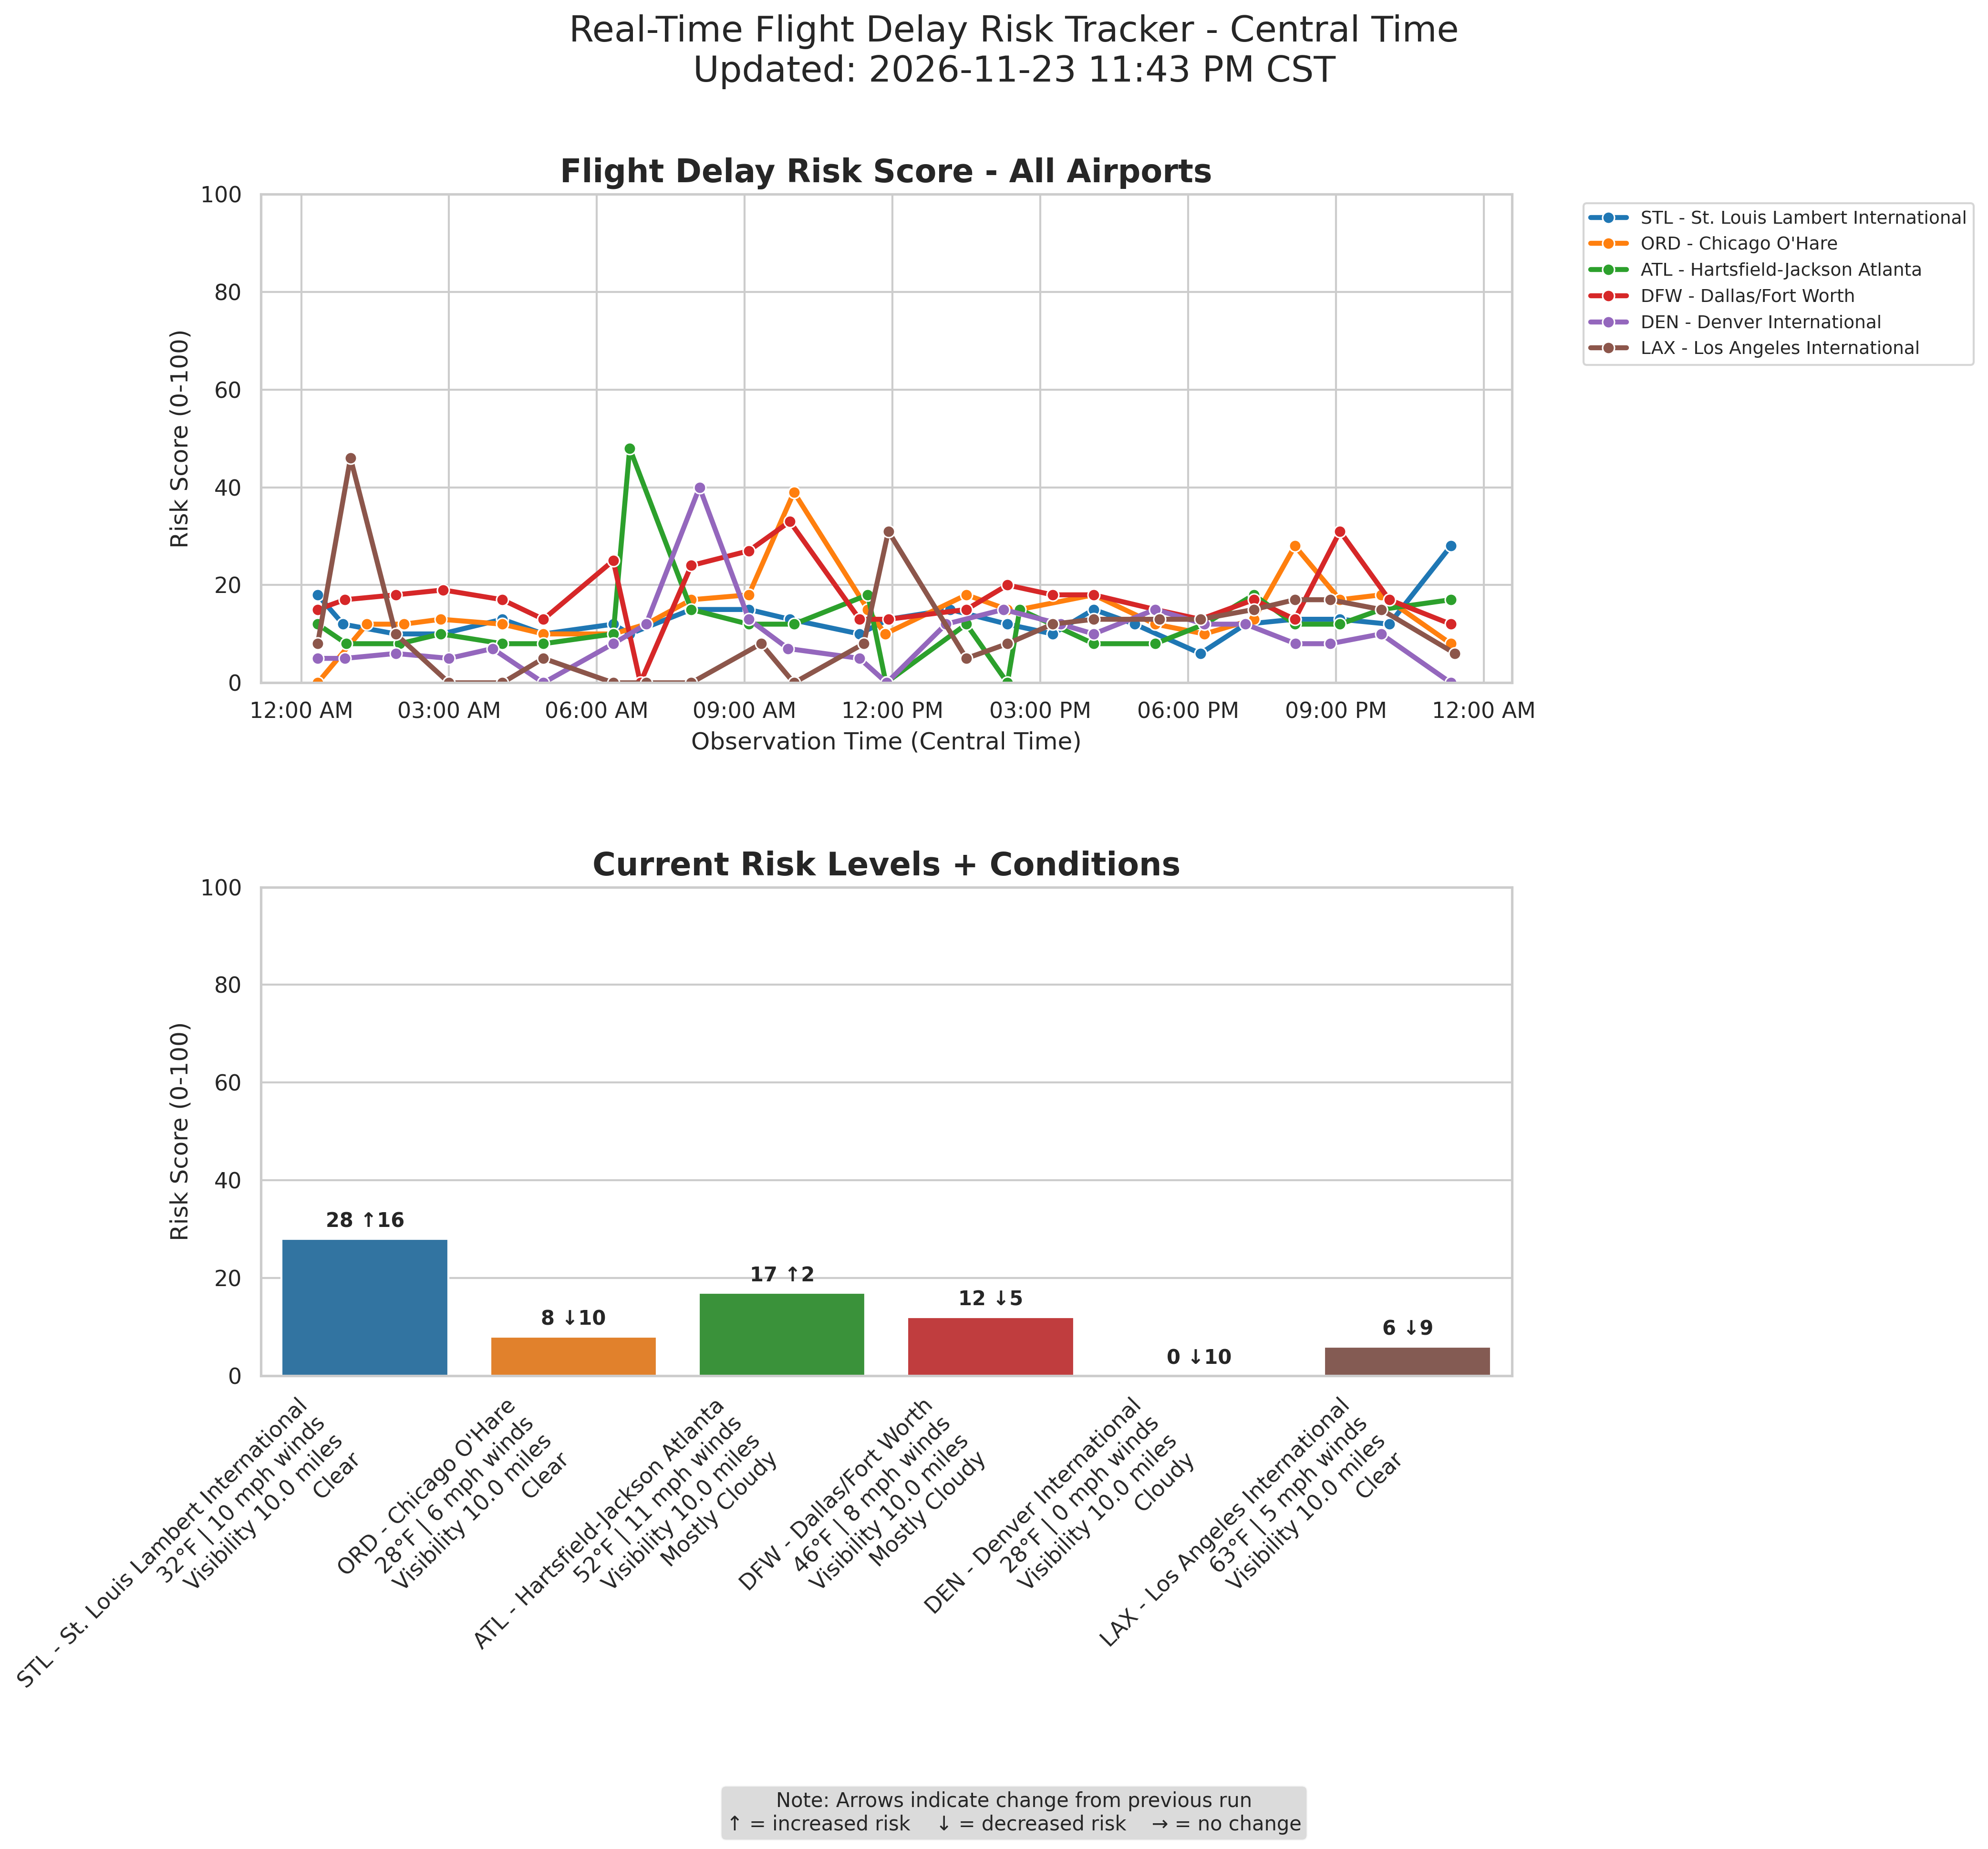 Real-Time Flight Delay Risk Tracker - Central Time
Updated: 2026-11-23 11:43 PM CST
Flight Delay Risk Score - All Airports
100
80
60
40
20
0
Risk Score (0-100)
12:00 AM
03:00 AM
06:00 AM
09:00 AM
12:00 PM
03:00 PM
06:00 PM
09:00 PM
12:00 AM
Observation Time (Central Time)
STL - St. Louis Lambert International
ORD - Chicago O'Hare
ATL - Hartsfield-Jackson Atlanta
DFW - Dallas/Fort Worth
DEN - Denver International
LAX - Los Angeles International
Current Risk Levels + Conditions
100
80
60
40
20
0
Risk Score (0-100)
28 ↑16
8 ↓10
17 ↑2
12 ↓5
0 ↓10
6 ↓9
STL - St. Louis Lambert International
32°F | 10 mph winds
Visibility 10.0 miles
Clear
ORD - Chicago O'Hare
28°F | 6 mph winds
Visibility 10.0 miles
Clear
ATL - Hartsfield-Jackson Atlanta
52°F | 11 mph winds
Visibility 10.0 miles
Mostly Cloudy
DFW - Dallas/Fort Worth
46°F | 8 mph winds
Visibility 10.0 miles
Mostly Cloudy
DEN - Denver International
28°F | 0 mph winds
Visibility 10.0 miles
Cloudy
LAX - Los Angeles International
63°F | 5 mph winds
Visibility 10.0 miles
Clear
Note: Arrows indicate change from previous run
↑ = increased risk ↓ = decreased risk → = no change